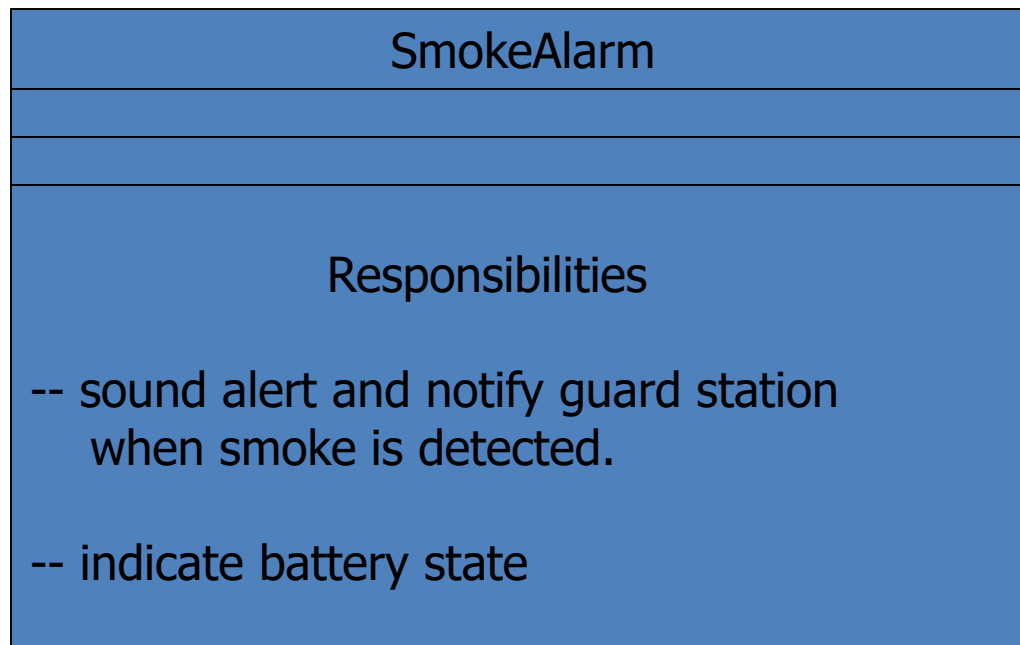 SmokeAlarm
Responsibilities
-- sound alert and notify guard station
when smoke is detected.
-- indicate battery state